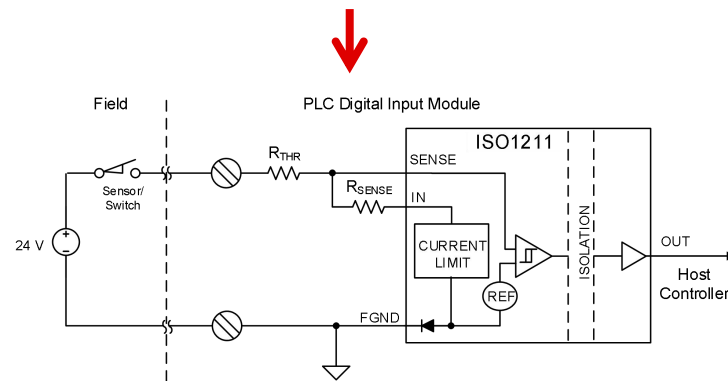 Field
PLC Digital Input Module
ISO1211
SENSE
RTHR
RSENSE
IN
Sensor/
Switch
24 V
+
−
CURRENT
LIMIT
REF
ISOLATION
OUT
Host
Controller
FGND